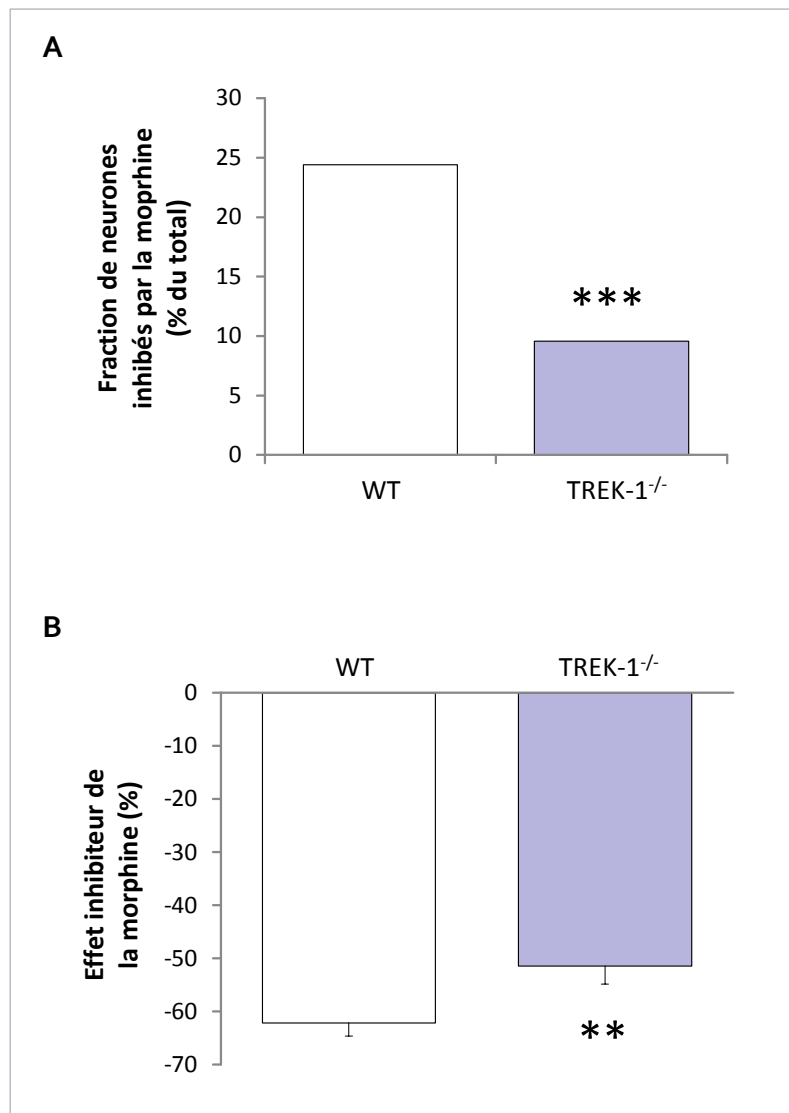 A
Fraction de neurones
inhibés par la moprhine
(% du total)
30
25
20
15
10
5
0
***
WT
TREK-1-/-
B
WT
TREK-1-/-
Effet inhibiteur de
la morphine (%)
0
-10
-20
-30
-40
-50
-60
-70
**